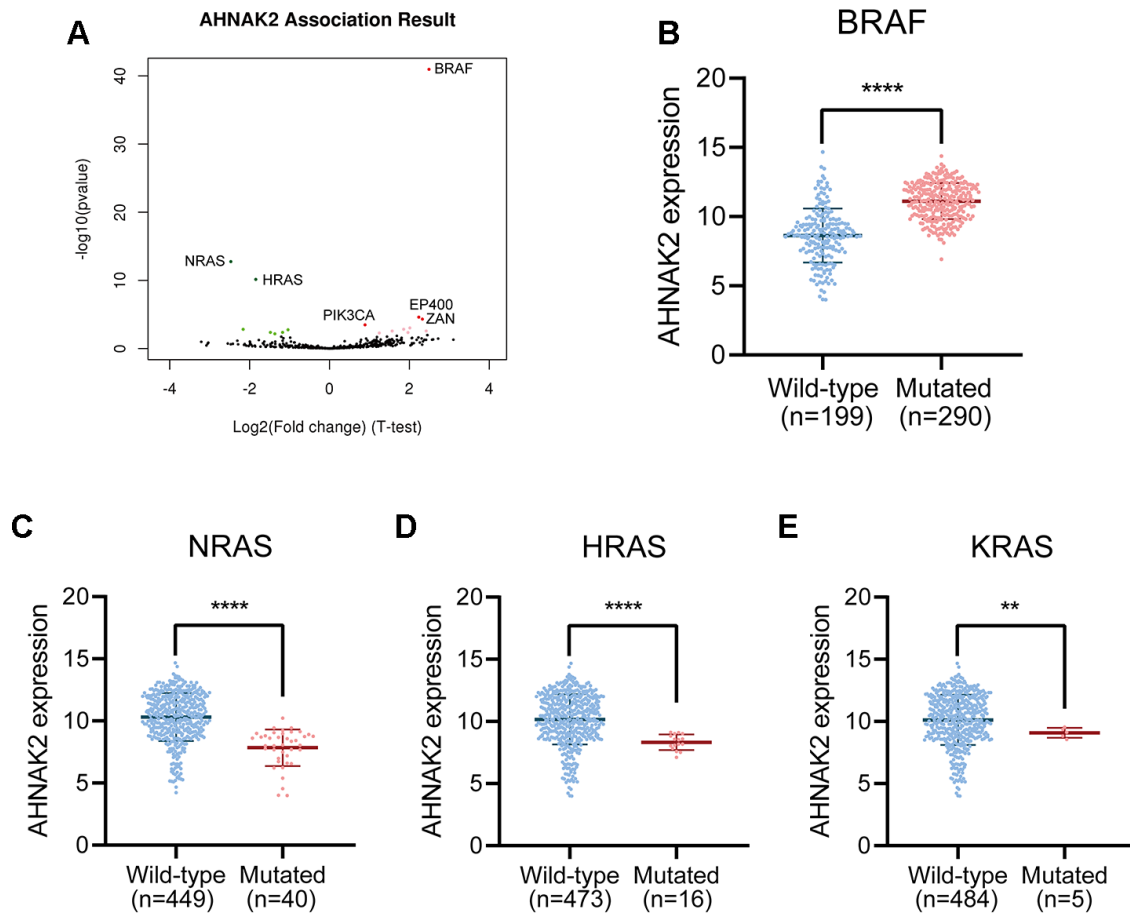 A
AHNAK2 Association Result
-log10(pvalue)
40
30
20
10
0
BRAF
NRAS
HRAS
PIK3CA
EP400
ZAN
-4
-2
0
2
4
Log2(Fold change) (T-test)
B
BRAF
AHNAK2 expression
20
15
10
5
0
****
Wild-type
(n=199)
Mutated
(n=290)
C
NRAS
AHNAK2 expression
20
15
10
5
0
****
Wild-type
(n=449)
Mutated
(n=40)
D
HRAS
AHNAK2 expression
20
15
10
5
0
****
Wild-type
(n=473)
Mutated
(n=16)
E
KRAS
AHNAK2 expression
20
15
10
5
0
**
Wild-type
(n=484)
Mutated
(n=5)